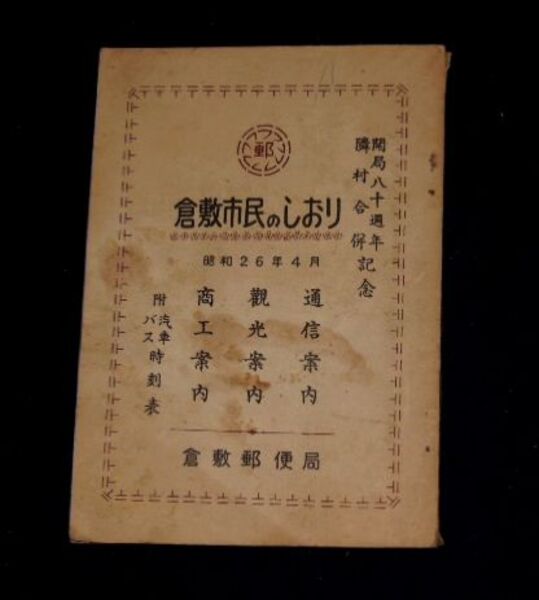 開局八十週年
隣村合併記念
郵
倉敷市民のしおり
昭和26年4月
通信案内
觀光案内
商工案内
附 汽車バス時刻表
倉敷郵便局